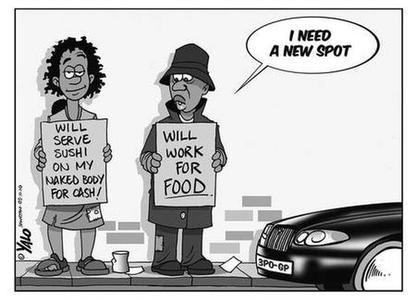 I NEED
A NEW SPOT
WILL
SERVE
SUSHI
ON MY
NAKED BODY
FOR CASH!
WILL
WORK
FOR
FOOD.
3PO-GP
© YALO